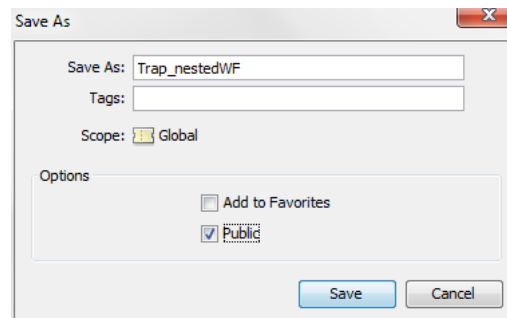 Save As
Save As: Trap_nestedWF
Tags:
Scope: Global
Options
Add to Favorites
Public
Save Cancel